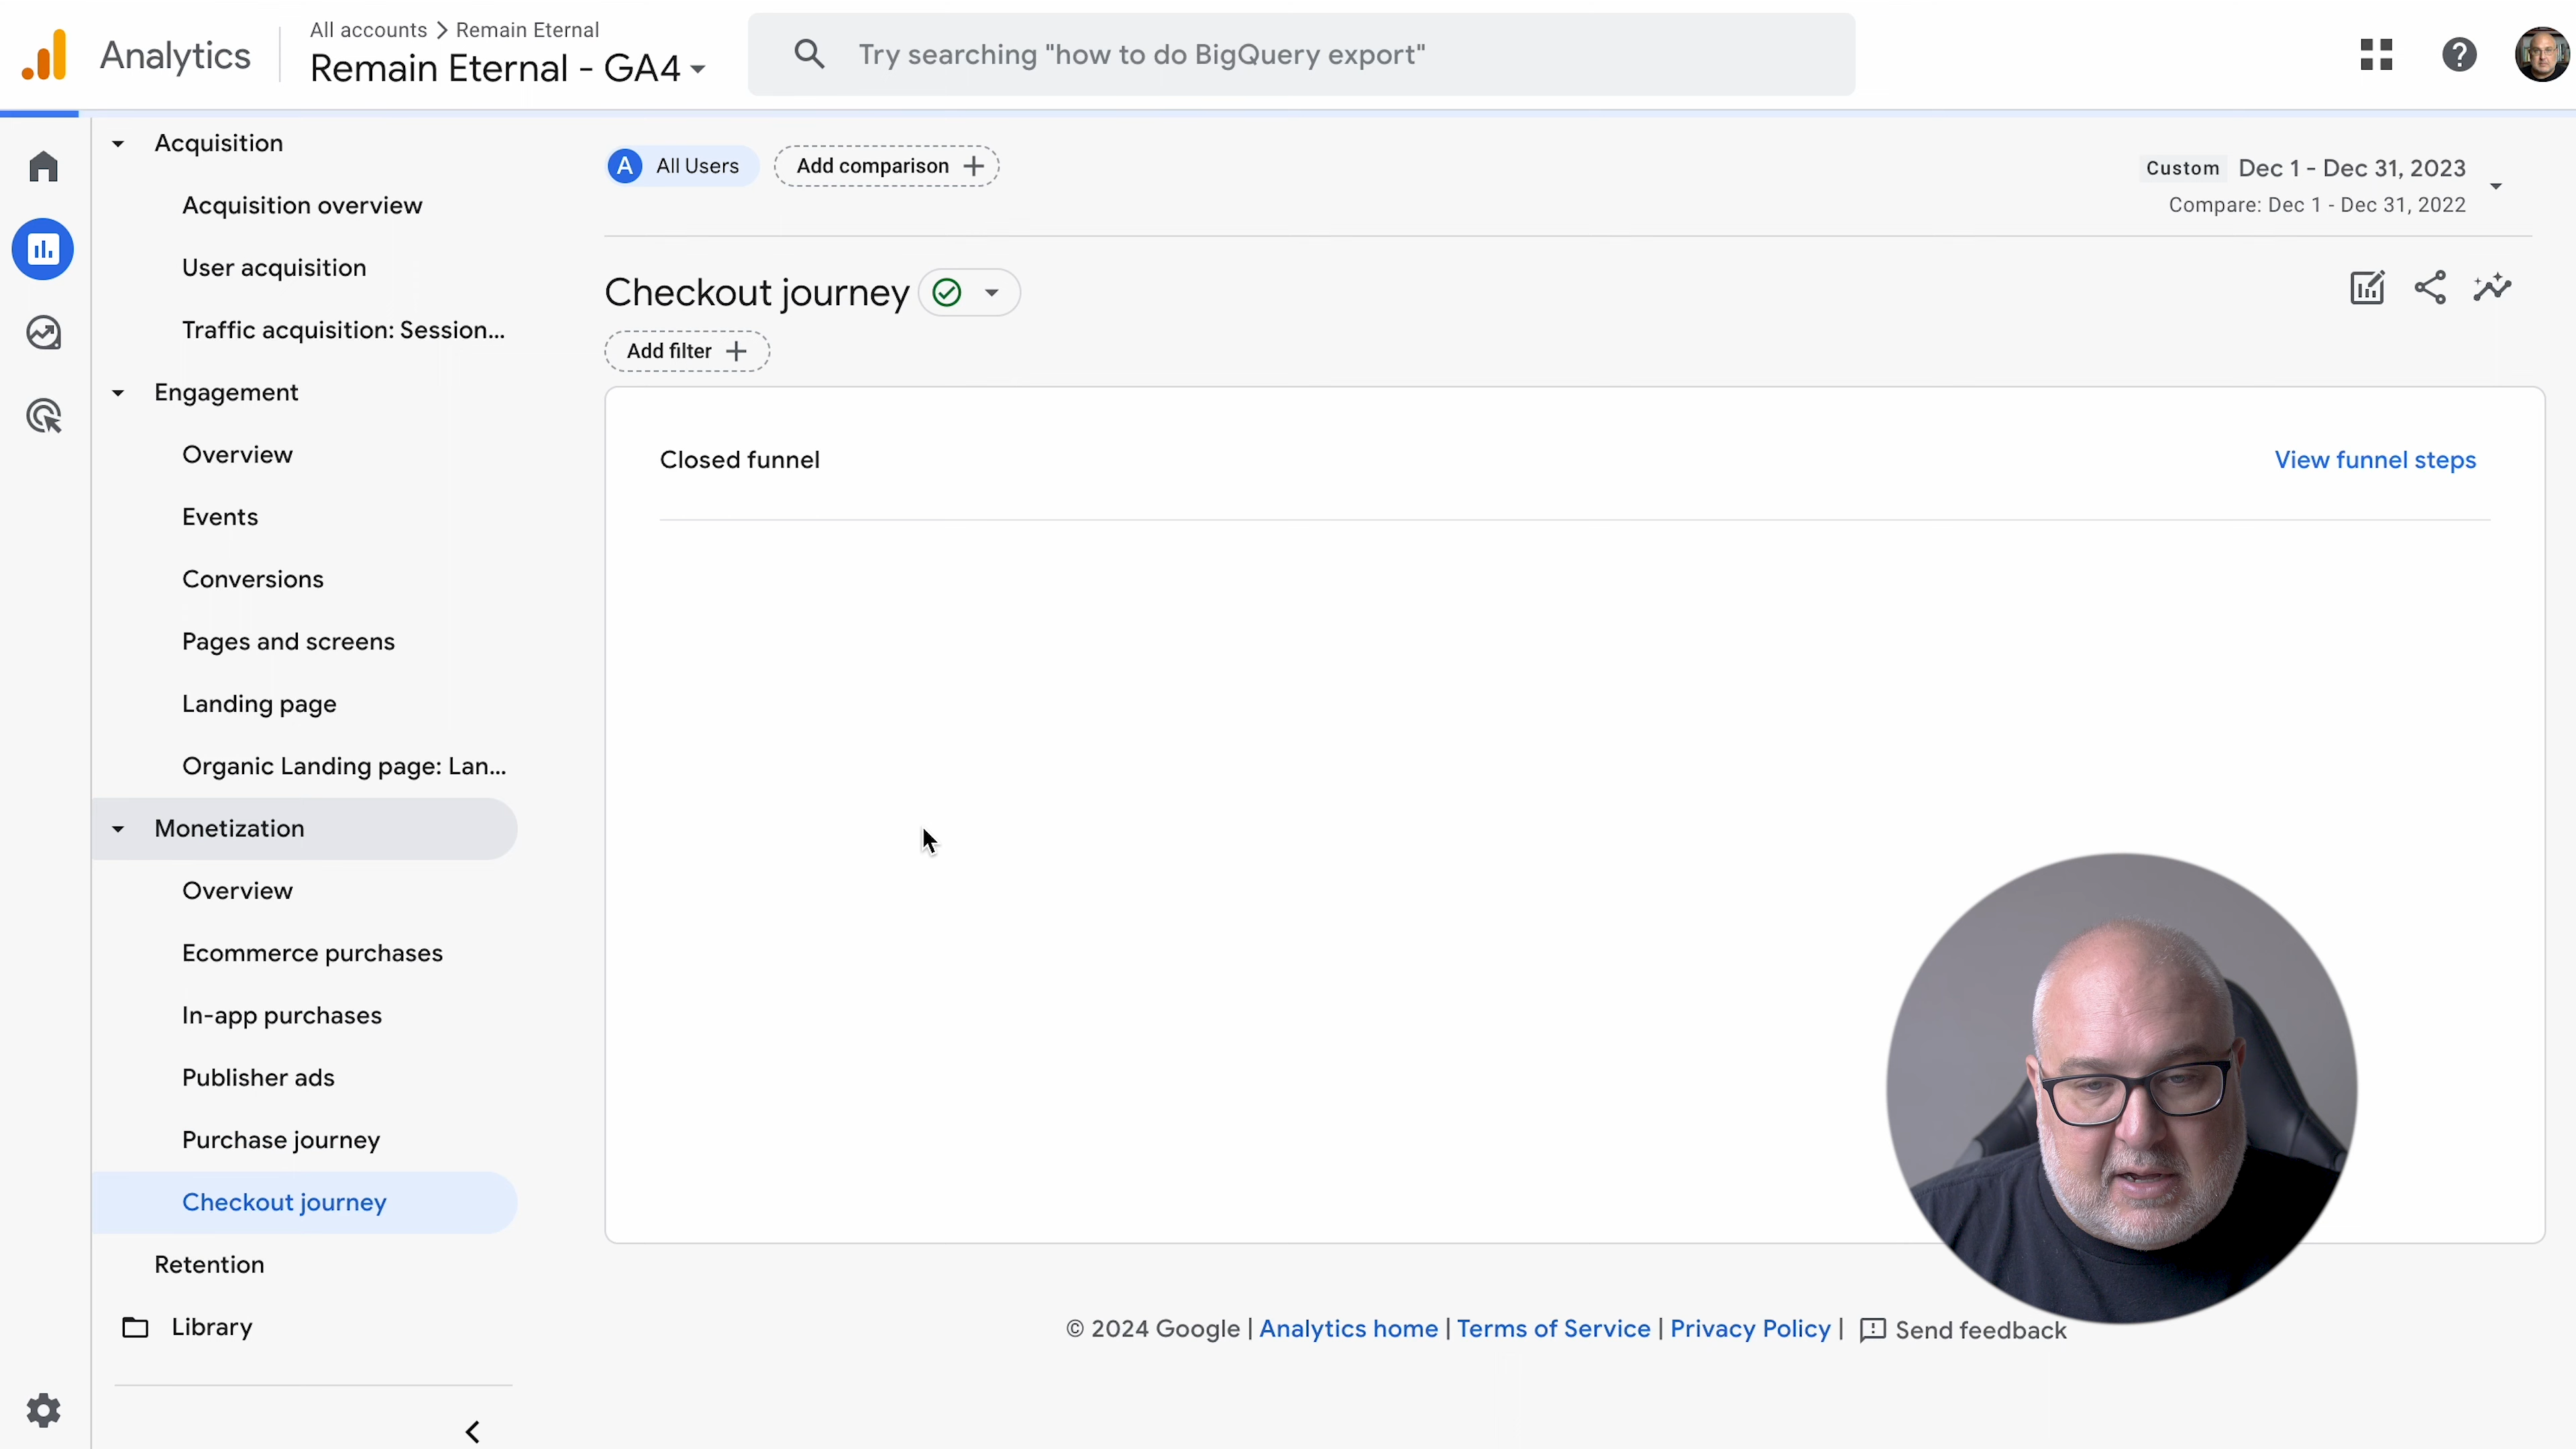 Analytics
All accounts > Remain Eternal
Remain Eternal - GA4
Try searching "how to do BigQuery export"
Acquisition
Acquisition overview
User acquisition
Traffic acquisition: Session...
Engagement
Overview
Events
Conversions
Pages and screens
Landing page
Organic Landing page: Lan...
Monetization
Overview
Ecommerce purchases
In-app purchases
Publisher ads
Purchase journey
Checkout journey
Retention
Library
A All Users
Add comparison +
Custom Dec 1 - Dec 31, 2023
Compare: Dec 1 - Dec 31, 2022
Checkout journey
Add filter +
Closed funnel
View funnel steps
© 2024 Google | Analytics home | Terms of Service | Privacy Policy | Send feedback